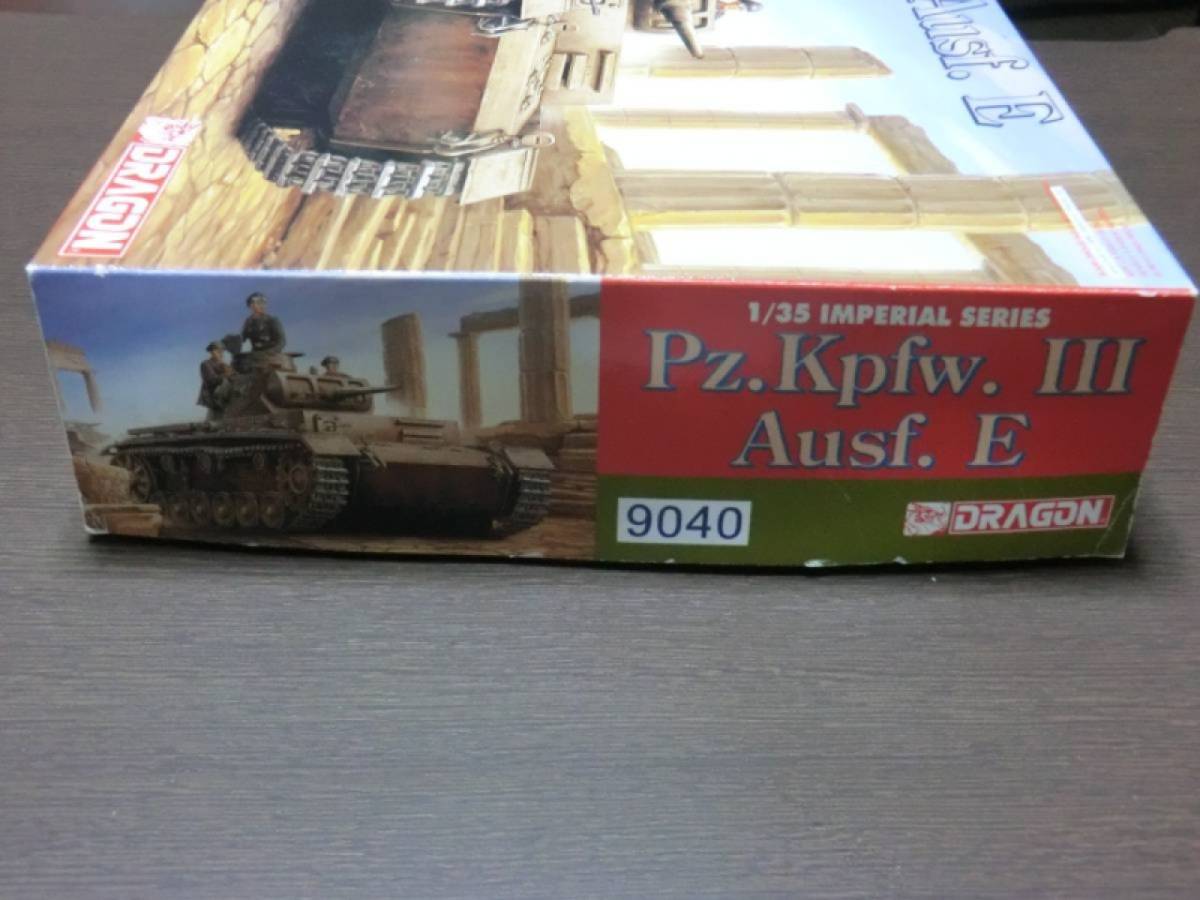 Ausf. E
DRAGON
1/35 IMPERIAL SERIES
Pz.Kpfw. III
Ausf. E
9040
DRAGON